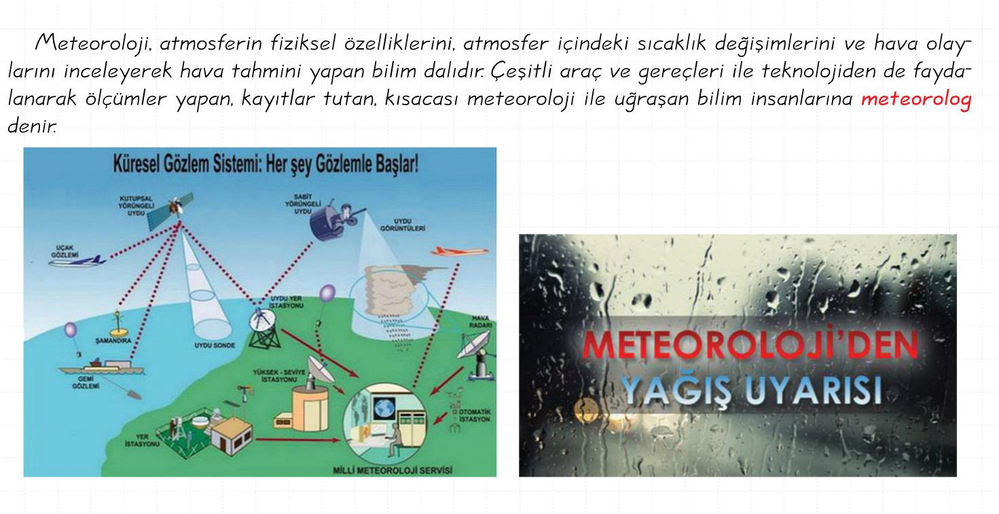 Meteoroloji, atmosferin fiziksel özelliklerini, atmosfer içindeki sıcaklık değişimlerini ve hava olay-
larını inceleyerek hava tahmini yapan bilim dalıdır. Çeşitli araç ve gereçleri ile teknolojiden de fayda-
lanarak ölçümler yapan, kayıtlar tutan, kısacası meteoroloji ile uğraşan bilim insanlarına meteorolog
denir.
Küresel Gözlem Sistemi: Her şey Gözlemle Başlar!
KUTUPSAL
YÖRÜNGELİ
UYDU
SABİT
YÖRÜNGELİ
UYDU
UYDU
GÖRÜNTÜLERİ
UÇAK
GÖZLEMİ
UYDU YER
İSTASYONU
HAVA
RADARI
ŞAMANDIRA
UYDU SONDE
GEMİ
GÖZLEMİ
YÜKSEK - SEVİYE
İSTASYONU
OTOMATİK
İSTASYON
YER
İSTASYONU
MİLLİ METEOROLOJİ SERVİSİ
METEOROLOJİ'DEN
YAĞIŞ UYARISI